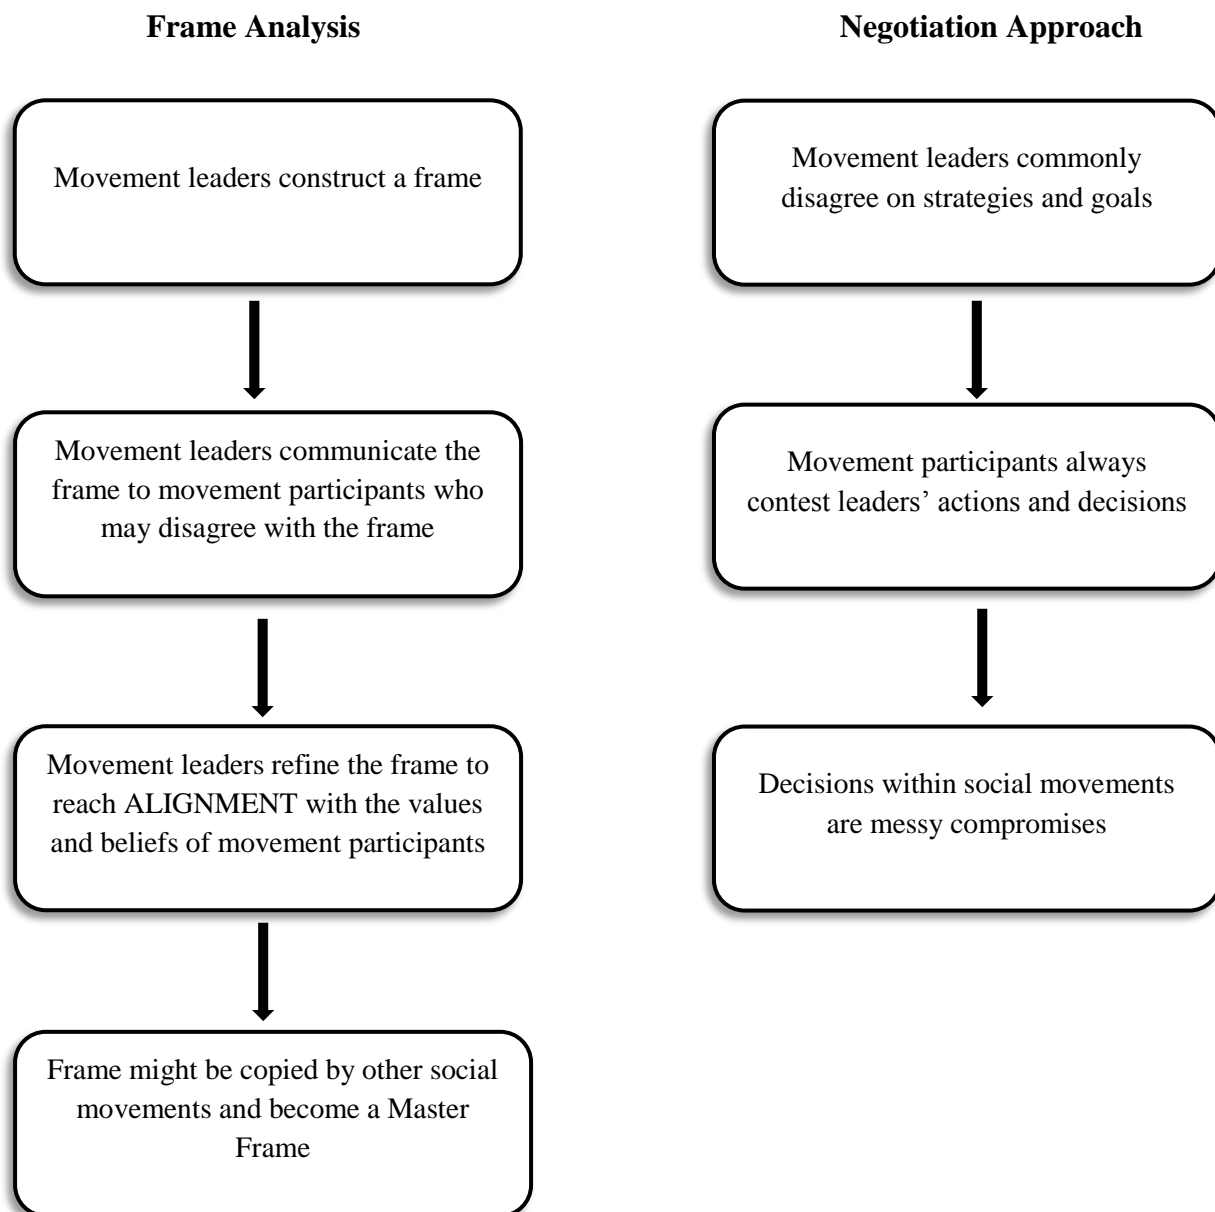 Frame Analysis
Movement leaders construct a frame
Movement leaders communicate the
frame to movement participants who
may disagree with the frame
Movement leaders refine the frame to
reach ALIGNMENT with the values
and beliefs of movement participants
Frame might be copied by other social
movements and become a Master
Frame
Negotiation Approach
Movement leaders commonly
disagree on strategies and goals
Movement participants always
contest leaders’ actions and decisions
Decisions within social movements
are messy compromises